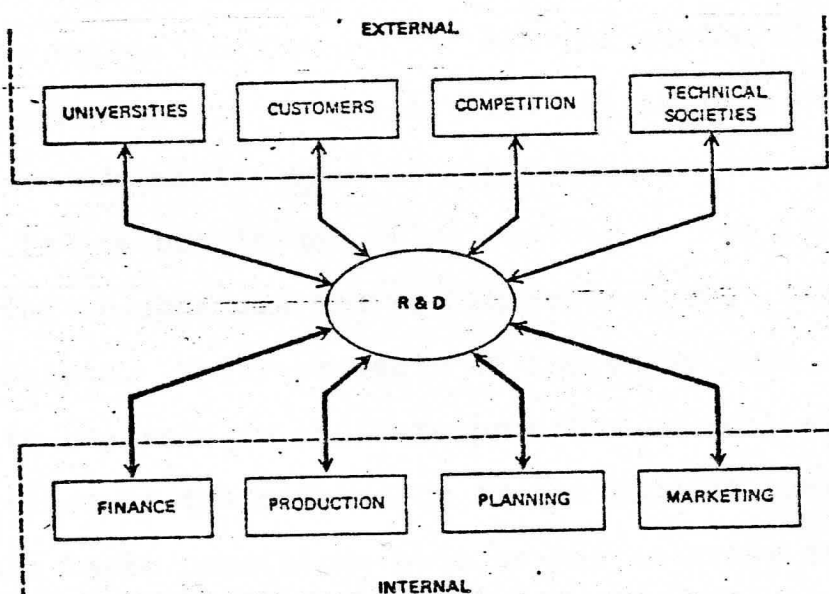 EXTERNAL
UNIVERSITIES
CUSTOMERS
COMPETITION
TECHNICAL
SOCIETIES
R & D
FINANCE
PRODUCTION
PLANNING
MARKETING
INTERNAL